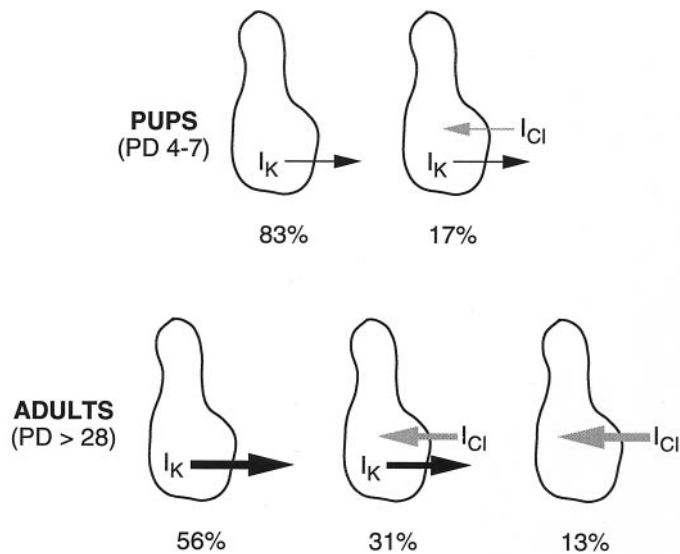 PUPS
(PD 4-7)
I_K
I_Cl
I_K
83%
17%
ADULTS
(PD > 28)
I_K
I_Cl
I_K
I_Cl
56%
31%
13%